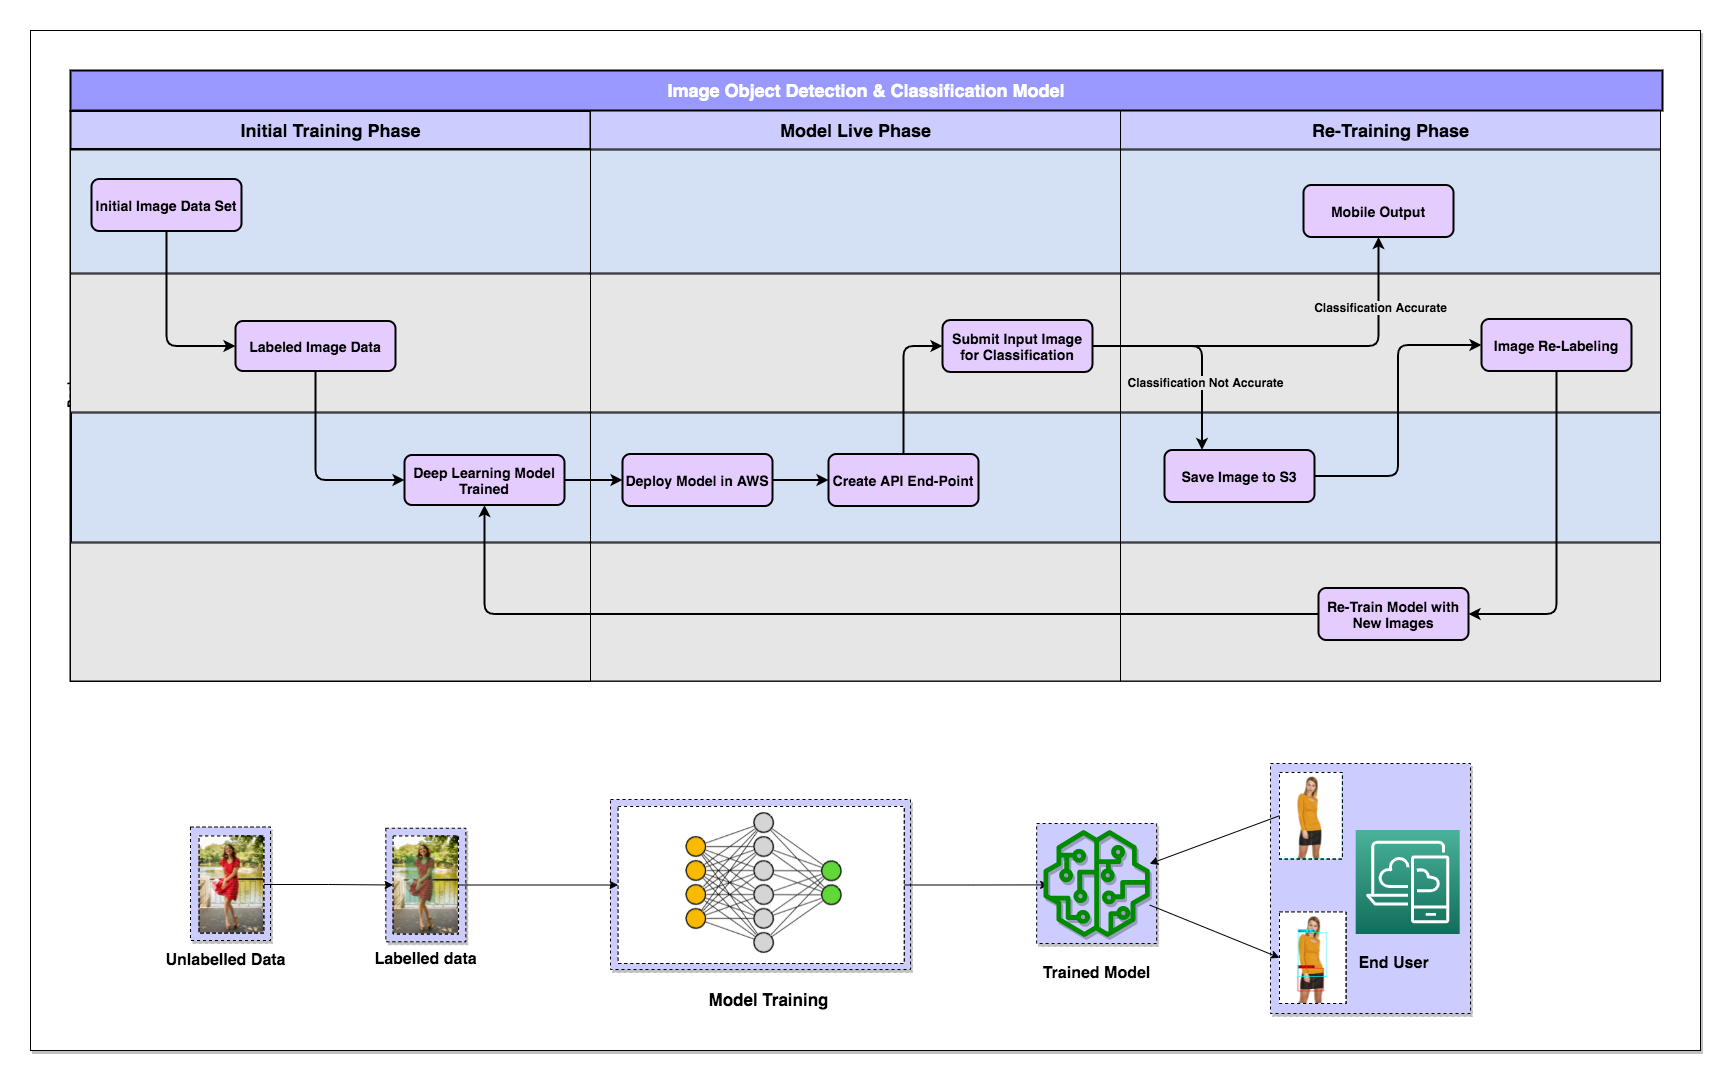 Image Object Detection & Classification Model
Initial Training Phase
Model Live Phase
Re-Training Phase
Initial Image Data Set
Mobile Output
Classification Accurate
Labeled Image Data
Submit Input Image
for Classification
Image Re-Labeling
Classification Not Accurate
Deep Learning Model
Trained
Deploy Model in AWS
Create API End-Point
Save Image to S3
Re-Train Model with
New Images
Unlabelled Data
Labelled data
Model Training
Trained Model
End User